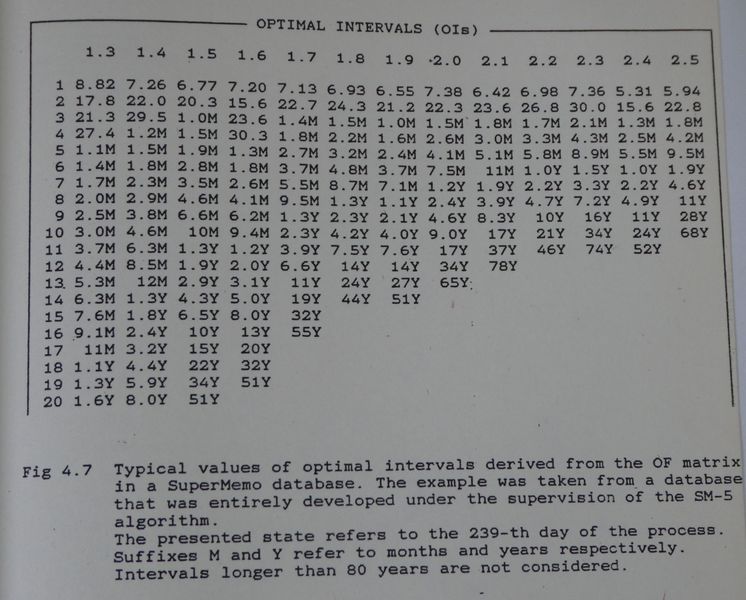 OPTIMAL INTERVALS (OIs)
1.3 1.4 1.5 1.6 1.7 1.8 1.9 2.0 2.1 2.2 2.3 2.4 2.5
1 8.82 7.26 6.77 7.20 7.13 6.93 6.55 7.38 6.42 6.98 7.36 5.31 5.94
2 17.8 22.0 20.3 15.6 22.7 24.3 21.2 22.3 23.6 26.8 30.0 15.6 22.8
3 21.3 29.5 1.0M 23.6 1.4M 1.5M 1.0M 1.5M 1.8M 1.7M 2.1M 1.3M 1.8M
4 27.4 1.2M 1.5M 30.3 1.8M 2.2M 1.6M 2.6M 3.0M 3.3M 4.3M 2.5M 4.2M
5 1.1M 1.5M 1.9M 1.3M 2.7M 3.2M 2.4M 4.1M 5.1M 5.8M 8.9M 5.5M 9.5M
6 1.4M 1.8M 2.8M 1.8M 3.7M 4.8M 3.7M 7.5M 11M 1.0Y 1.5Y 1.0Y 1.9Y
7 1.7M 2.3M 3.5M 2.6M 5.5M 8.7M 7.1M 1.2Y 1.9Y 2.2Y 3.3Y 2.2Y 4.6Y
8 2.0M 2.9M 4.6M 4.1M 9.5M 1.3Y 1.1Y 2.4Y 3.9Y 4.7Y 7.2Y 4.9Y 11Y
9 2.5M 3.8M 6.6M 6.2M 1.3Y 2.3Y 2.1Y 4.6Y 8.3Y 10Y 16Y 11Y 28Y
10 3.0M 4.6M 10M 9.4M 2.3Y 4.2Y 4.0Y 9.0Y 17Y 21Y 34Y 24Y 68Y
11 3.7M 6.3M 1.3Y 1.2Y 3.9Y 7.5Y 7.6Y 17Y 37Y 46Y 74Y 52Y
12 4.4M 8.5M 1.9Y 2.0Y 6.6Y 14Y 14Y 34Y 78Y
13 5.3M 12M 2.9Y 3.1Y 11Y 24Y 27Y 65Y
14 6.3M 1.3Y 4.3Y 5.0Y 19Y 44Y 51Y
15 7.6M 1.8Y 6.5Y 8.0Y 32Y
16 9.1M 2.4Y 10Y 13Y 55Y
17 11M 3.2Y 15Y 20Y
18 1.1Y 4.4Y 22Y 32Y
19 1.3Y 5.9Y 34Y 51Y
20 1.6Y 8.0Y 51Y
Fig 4.7 Typical values of optimal intervals derived from the OF matrix
in a SuperMemo database. The example was taken from a database
that was entirely developed under the supervision of the SM-5
algorithm.
The presented state refers to the 239-th day of the process.
Suffixes M and Y refer to months and years respectively.
Intervals longer than 80 years are not considered.